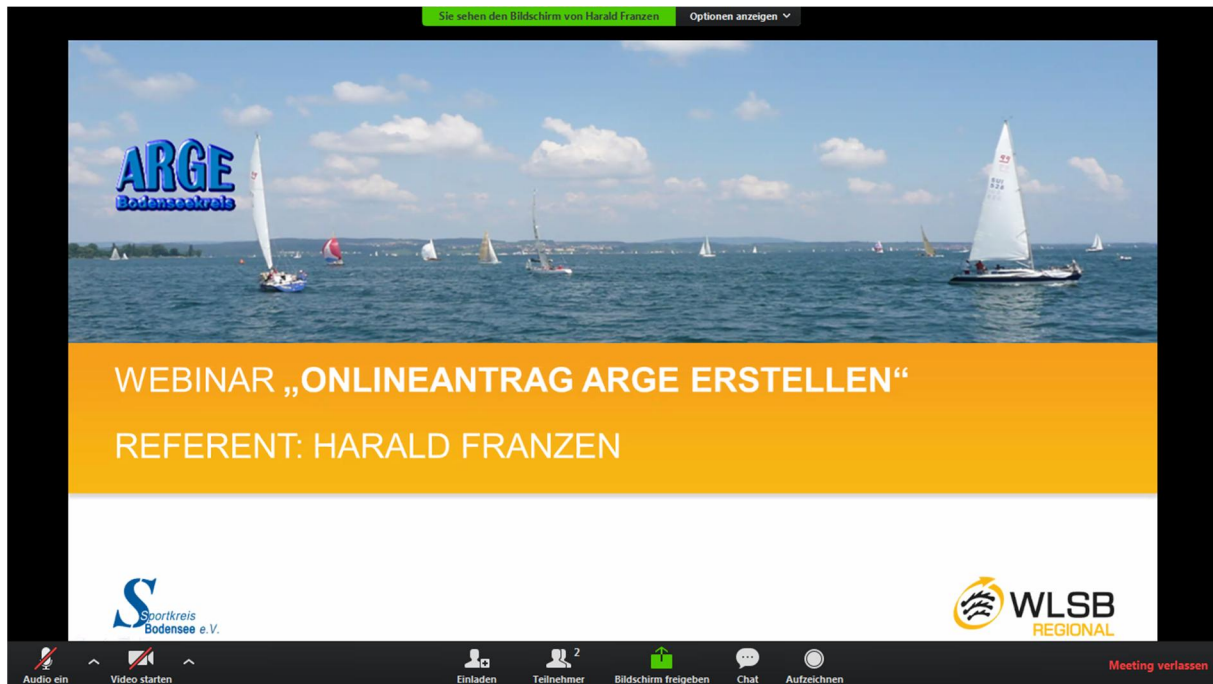 Sie sehen den Bildschirm von Harald Franzen
Optionen anzeigen
ARGE
Bodenseekreis
WEBINAR „ONLINEANTRAG ARGE ERSTELLEN“
REFERENT: HARALD FRANZEN
Sportkreis
Bodensee e.V.
WLSB
REGIONAL
Audio ein
Video starten
Einladen
2
Teilnehmer
Bildschirm freigeben
Chat
Aufzeichnen
Meeting verlassen